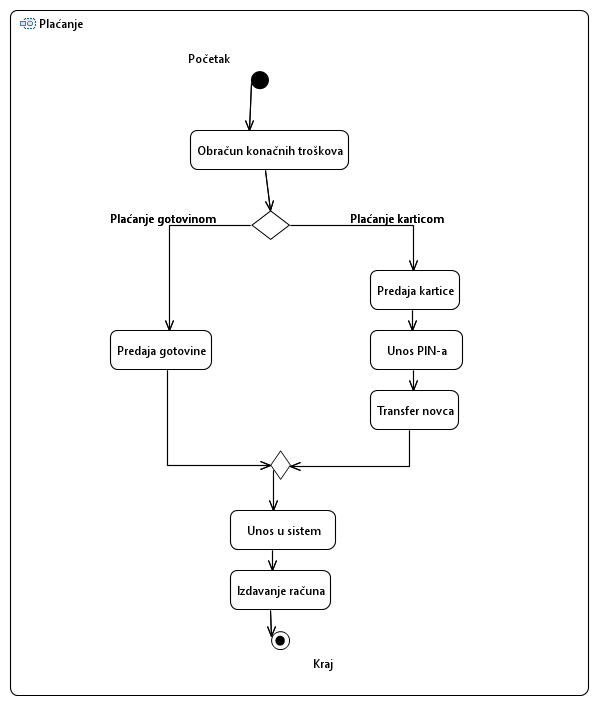 Plaćanje
Početak
Obračun konačnih troškova
Plaćanje gotovinom
Plaćanje karticom
Predaja kartice
Predaja gotovine
Unos PIN-a
Transfer novca
Unos u sistem
Izdavanje računa
Kraj